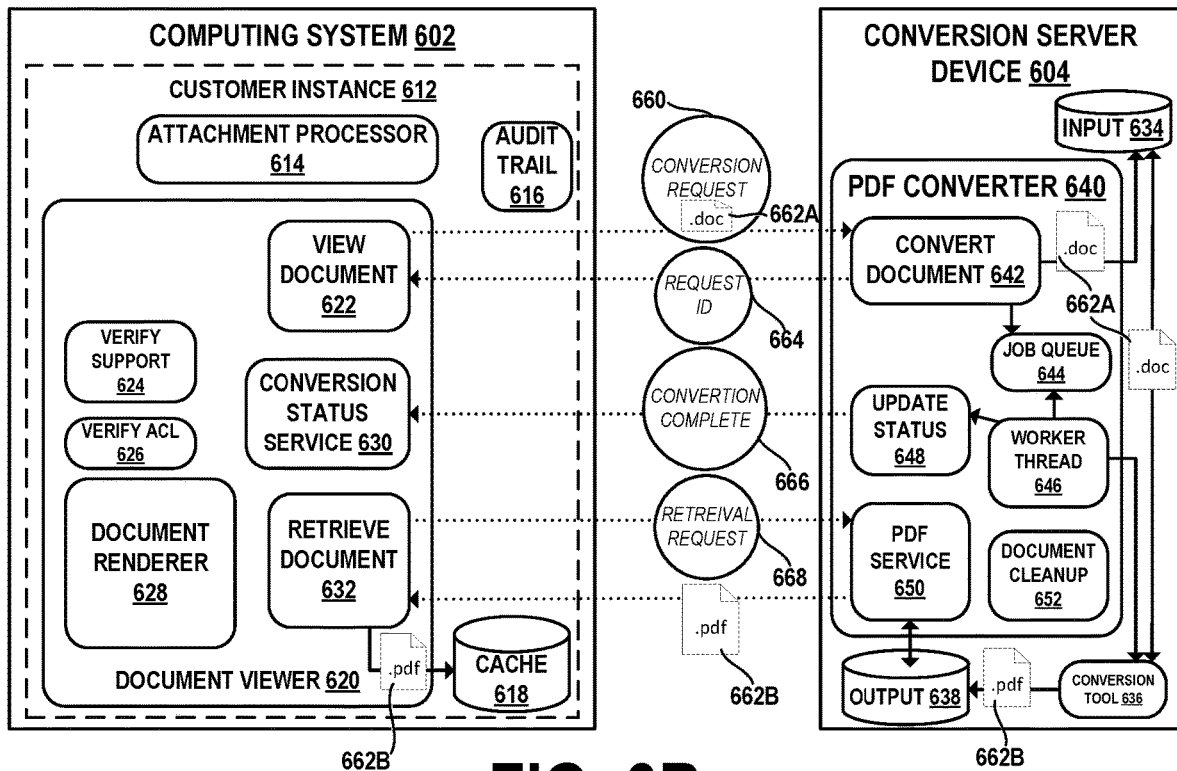 COMPUTING SYSTEM 602
CUSTOMER INSTANCE 612
ATTACHMENT PROCESSOR
614
AUDIT
TRAIL
616
VIEW
DOCUMENT
622
VERIFY
SUPPORT
624
VERIFY ACL
626
CONVERSION
STATUS
SERVICE 630
DOCUMENT
RENDERER
628
RETRIEVE
DOCUMENT
632
DOCUMENT VIEWER 620
.pdf
662B
CACHE
618
660
CONVERSION
REQUEST
.doc
662A
REQUEST
ID
664
CONVERTION
COMPLETE
666
RETREIVAL
REQUEST
668
.pdf
662B
CONVERSION SERVER
DEVICE 604
INPUT 634
PDF CONVERTER 640
CONVERT
DOCUMENT 642
.doc
662A
.doc
JOB QUEUE
644
UPDATE
STATUS
648
WORKER
THREAD
646
PDF
SERVICE
650
DOCUMENT
CLEANUP
652
OUTPUT 638
.pdf
662B
CONVERSION
TOOL 636